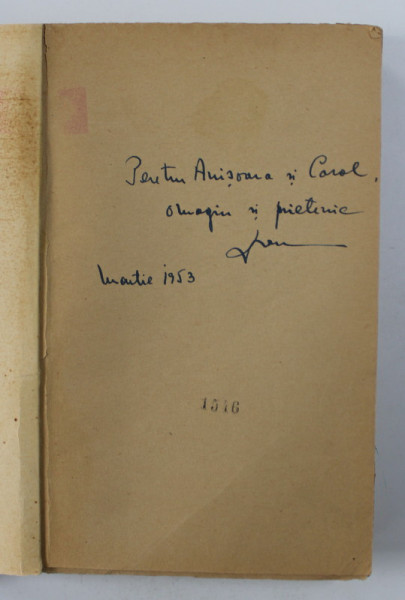 Pentru Anișoara și Carol,
omagiu și prietenie
Martie 1953
1516